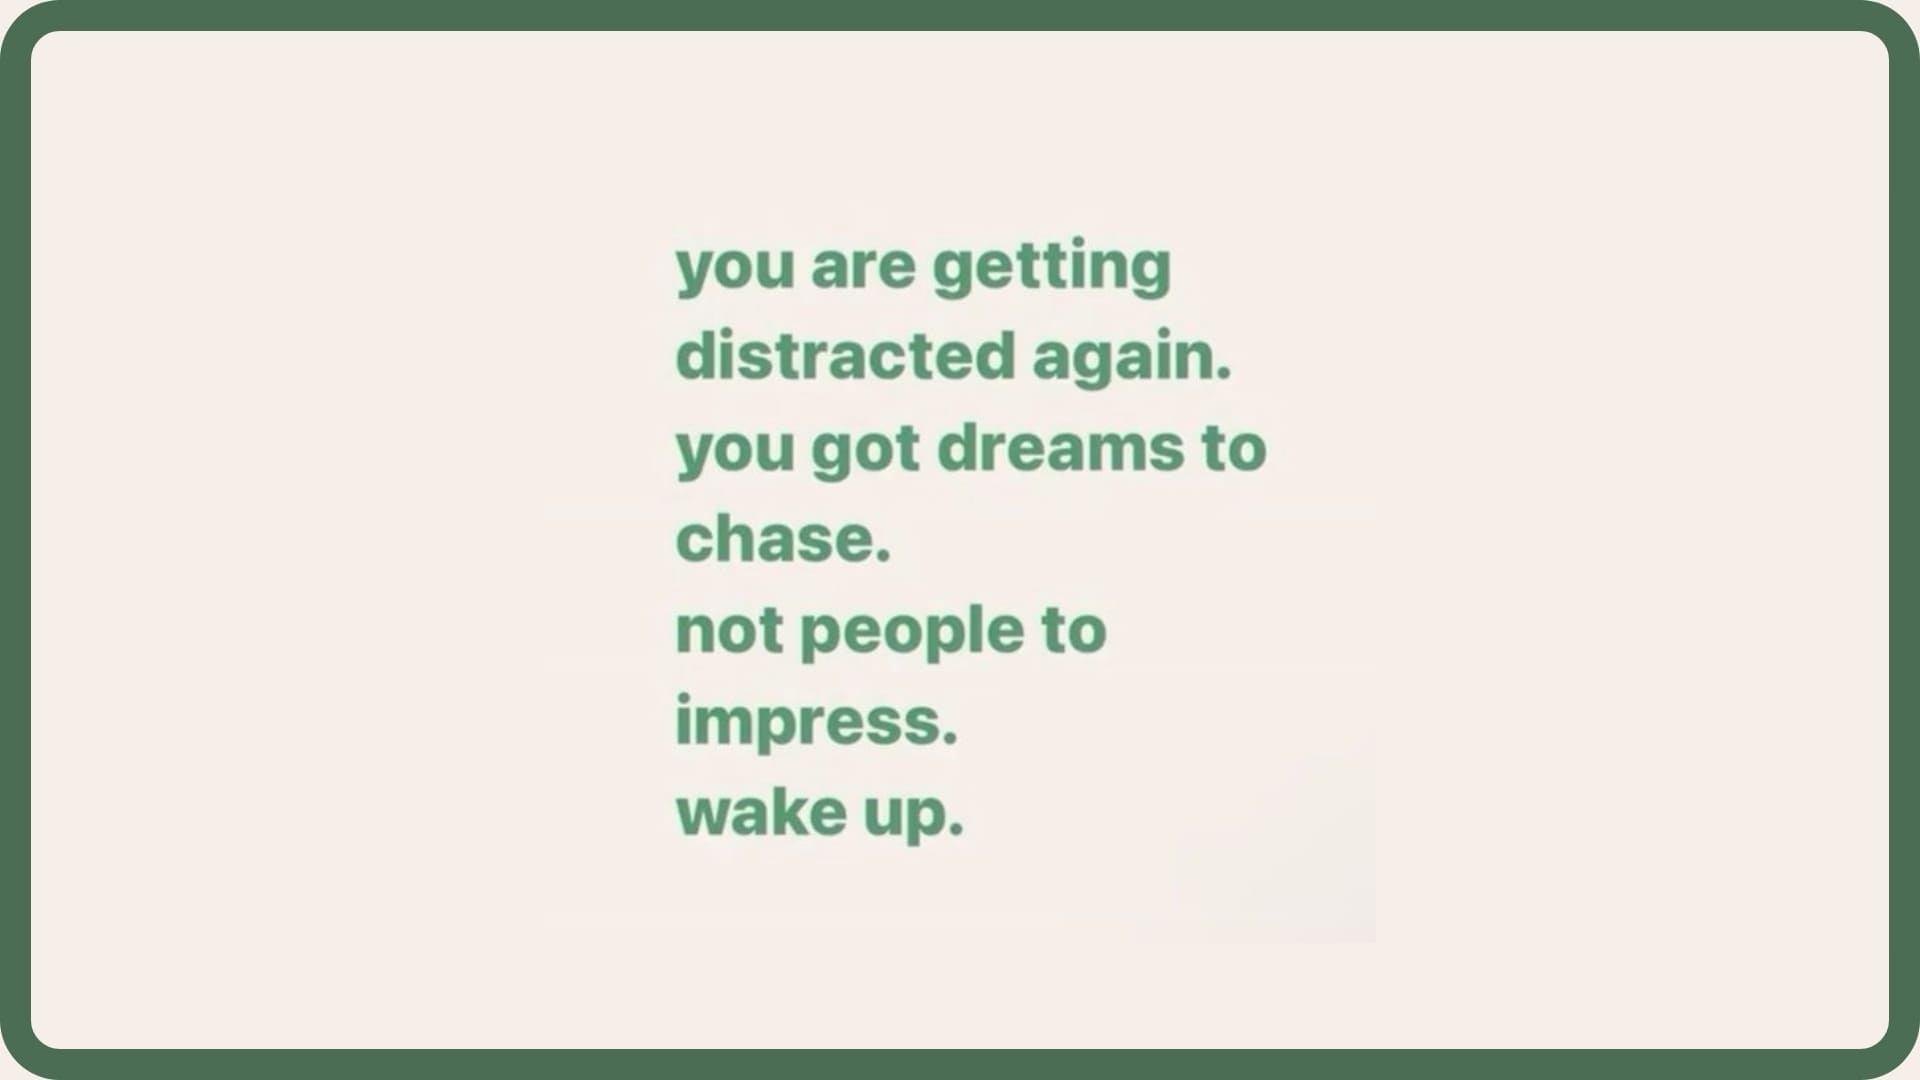 you are getting
distracted again.
you got dreams to
chase.
not people to
impress.
wake up.